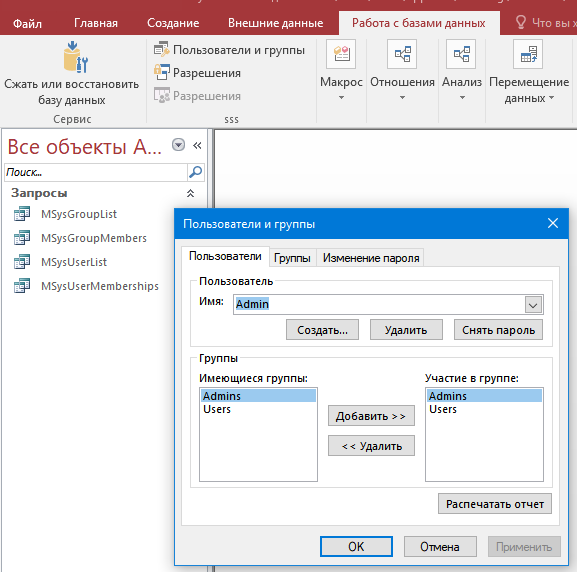 Файл Главная Создание Внешние данные Работа с базами данных Что вы х
Сжать или восстановить базу данных
Сервис
Пользователи и группы
Разрешения
Разрешения
sss
Макрос
Отношения
Анализ
Перемещение данных
Все объекты A...
Поиск...
Запросы
MSysGroupList
MSysGroupMembers
MSysUserList
MSysUserMemberships
Пользователи и группы
Пользователи Группы Изменение пароля
Пользователь
Имя: Admin
Создать... Удалить Снять пароль
Группы
Имеющиеся группы: Участие в группе:
Admins Admins
Users Users
Добавить >>
<< Удалить
Распечатать отчет
OK Отмена Применить